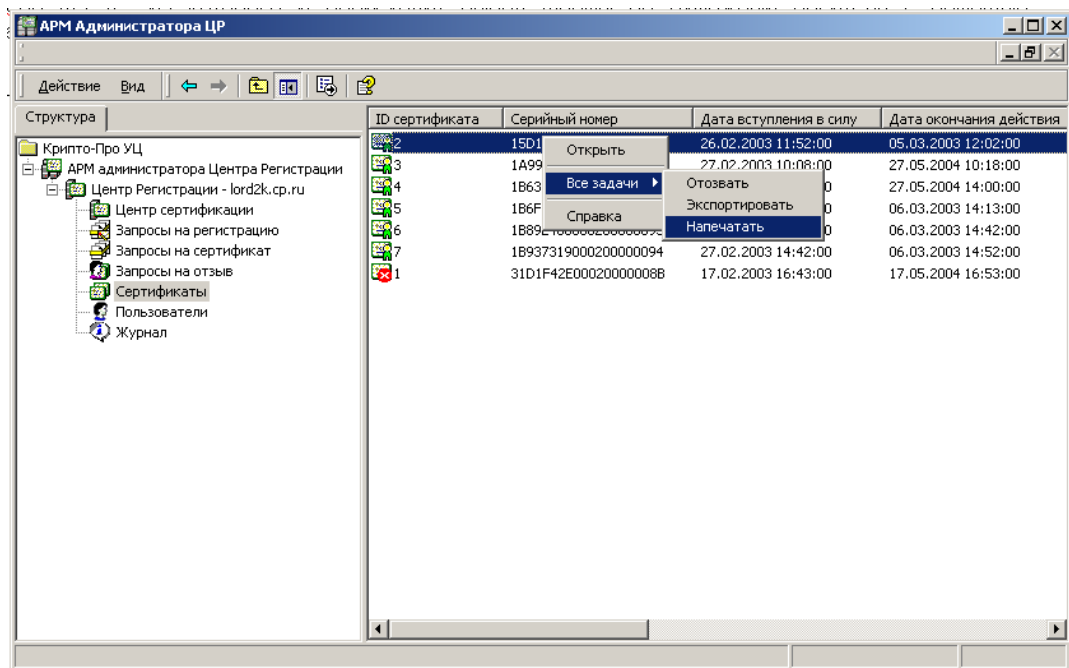 АРМ Администратора ЦР
Действие Вид
Структура
Крипто-Про УЦ
АРМ администратора Центра Регистрации
Центр Регистрации - lord2k.cp.ru
Центр сертификации
Запросы на регистрацию
Запросы на сертификат
Запросы на отзыв
Сертификаты
Пользователи
Журнал
ID сертификата Серийный номер Дата вступления в силу Дата окончания действия
2 15D1 26.02.2003 11:52:00 05.03.2003 12:02:00
3 1A99 27.02.2003 10:08:00 27.05.2004 10:18:00
4 1B63 0 27.05.2004 14:00:00
5 1B6F 0 06.03.2003 14:13:00
6 0 06.03.2003 14:42:00
7 1B937319000200000094 27.02.2003 14:42:00 06.03.2003 14:52:00
1 31D1F42E00020000008B 17.02.2003 16:43:00 17.05.2004 16:53:00
Открыть
Все задачи
Справка
Отозвать
Экспортировать
Напечатать